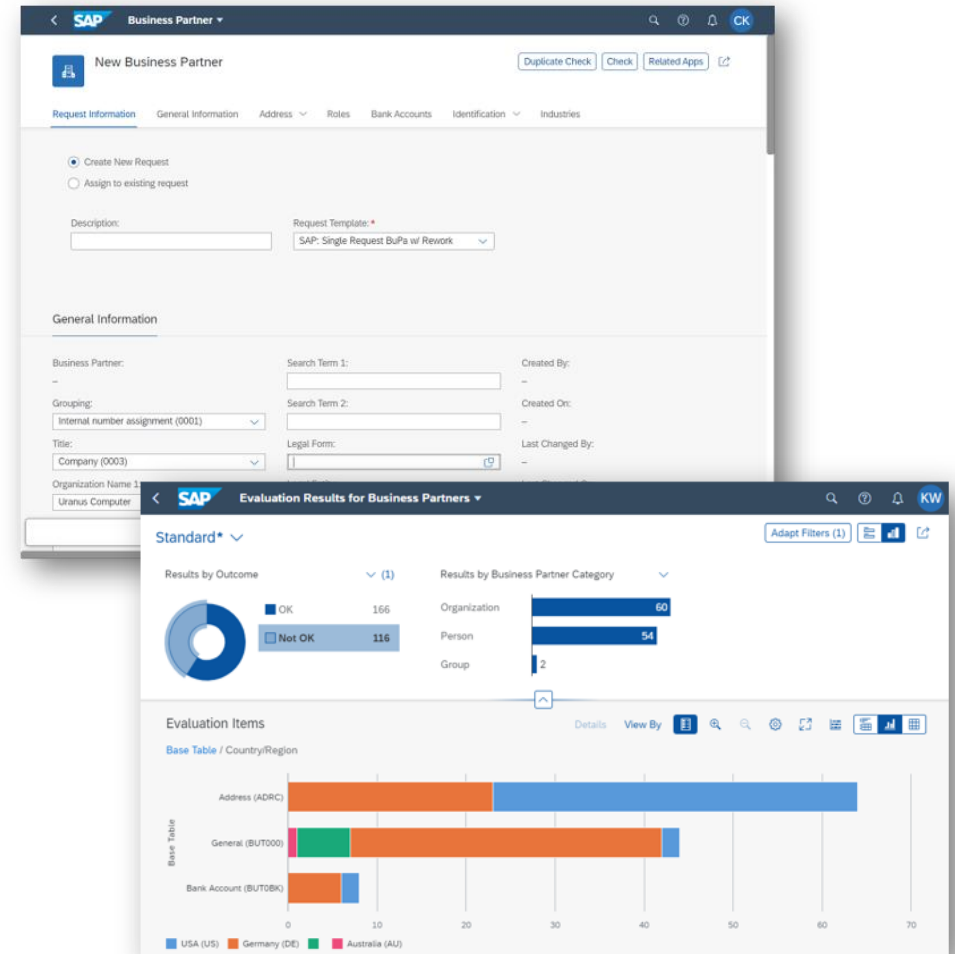 SAP Business Partner
CK
New Business Partner
Duplicate Check Check Related Apps
Request Information General Information Address Roles Bank Accounts Identification Industries
Create New Request
Assign to existing request
Description: Request Template: *
SAP: Single Request BuPa w/ Rework
General Information
Business Partner: Search Term 1: Created By:
– –
Grouping: Search Term 2: Created On:
Internal number assignment (0001) –
Title: Legal Form: Last Changed By:
Company (0003) –
Organization Name 1:
Uranus Computer
SAP Evaluation Results for Business Partners
KW
Standard* Adapt Filters (1)
Results by Outcome (1) Results by Business Partner Category
OK 166
Not OK 116
Organization 60
Person 54
Group 2
Evaluation Items Details View By
Base Table / Country/Region
Base Table
Address (ADRC)
General (BUT000)
Bank Account (BUT0BK)
0 10 20 30 40 50 60 70
USA (US) Germany (DE) Australia (AU)